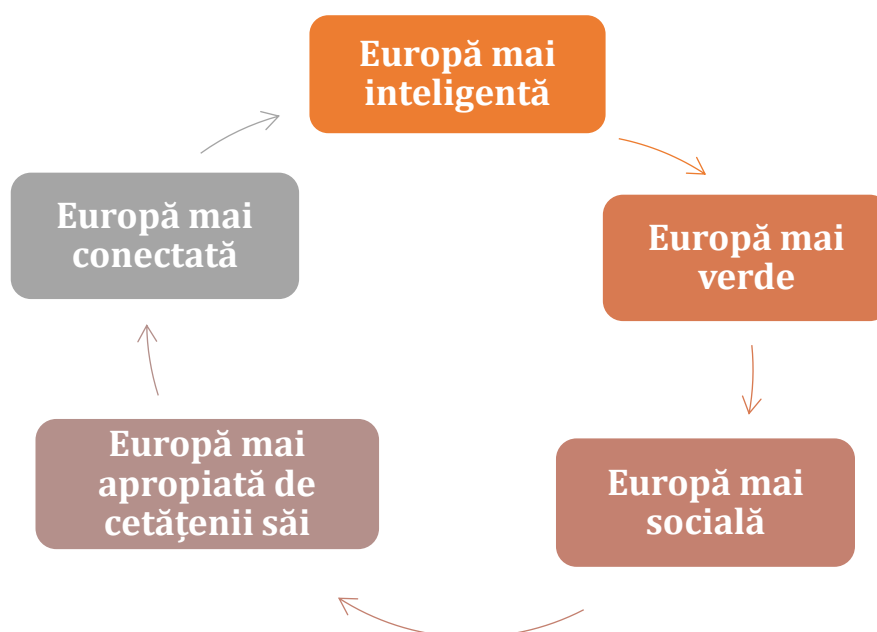 Europă mai
inteligentă
Europă mai
verde
Europă mai
socială
Europă mai
apropiată de
cetățenii săi
Europă mai
conectată